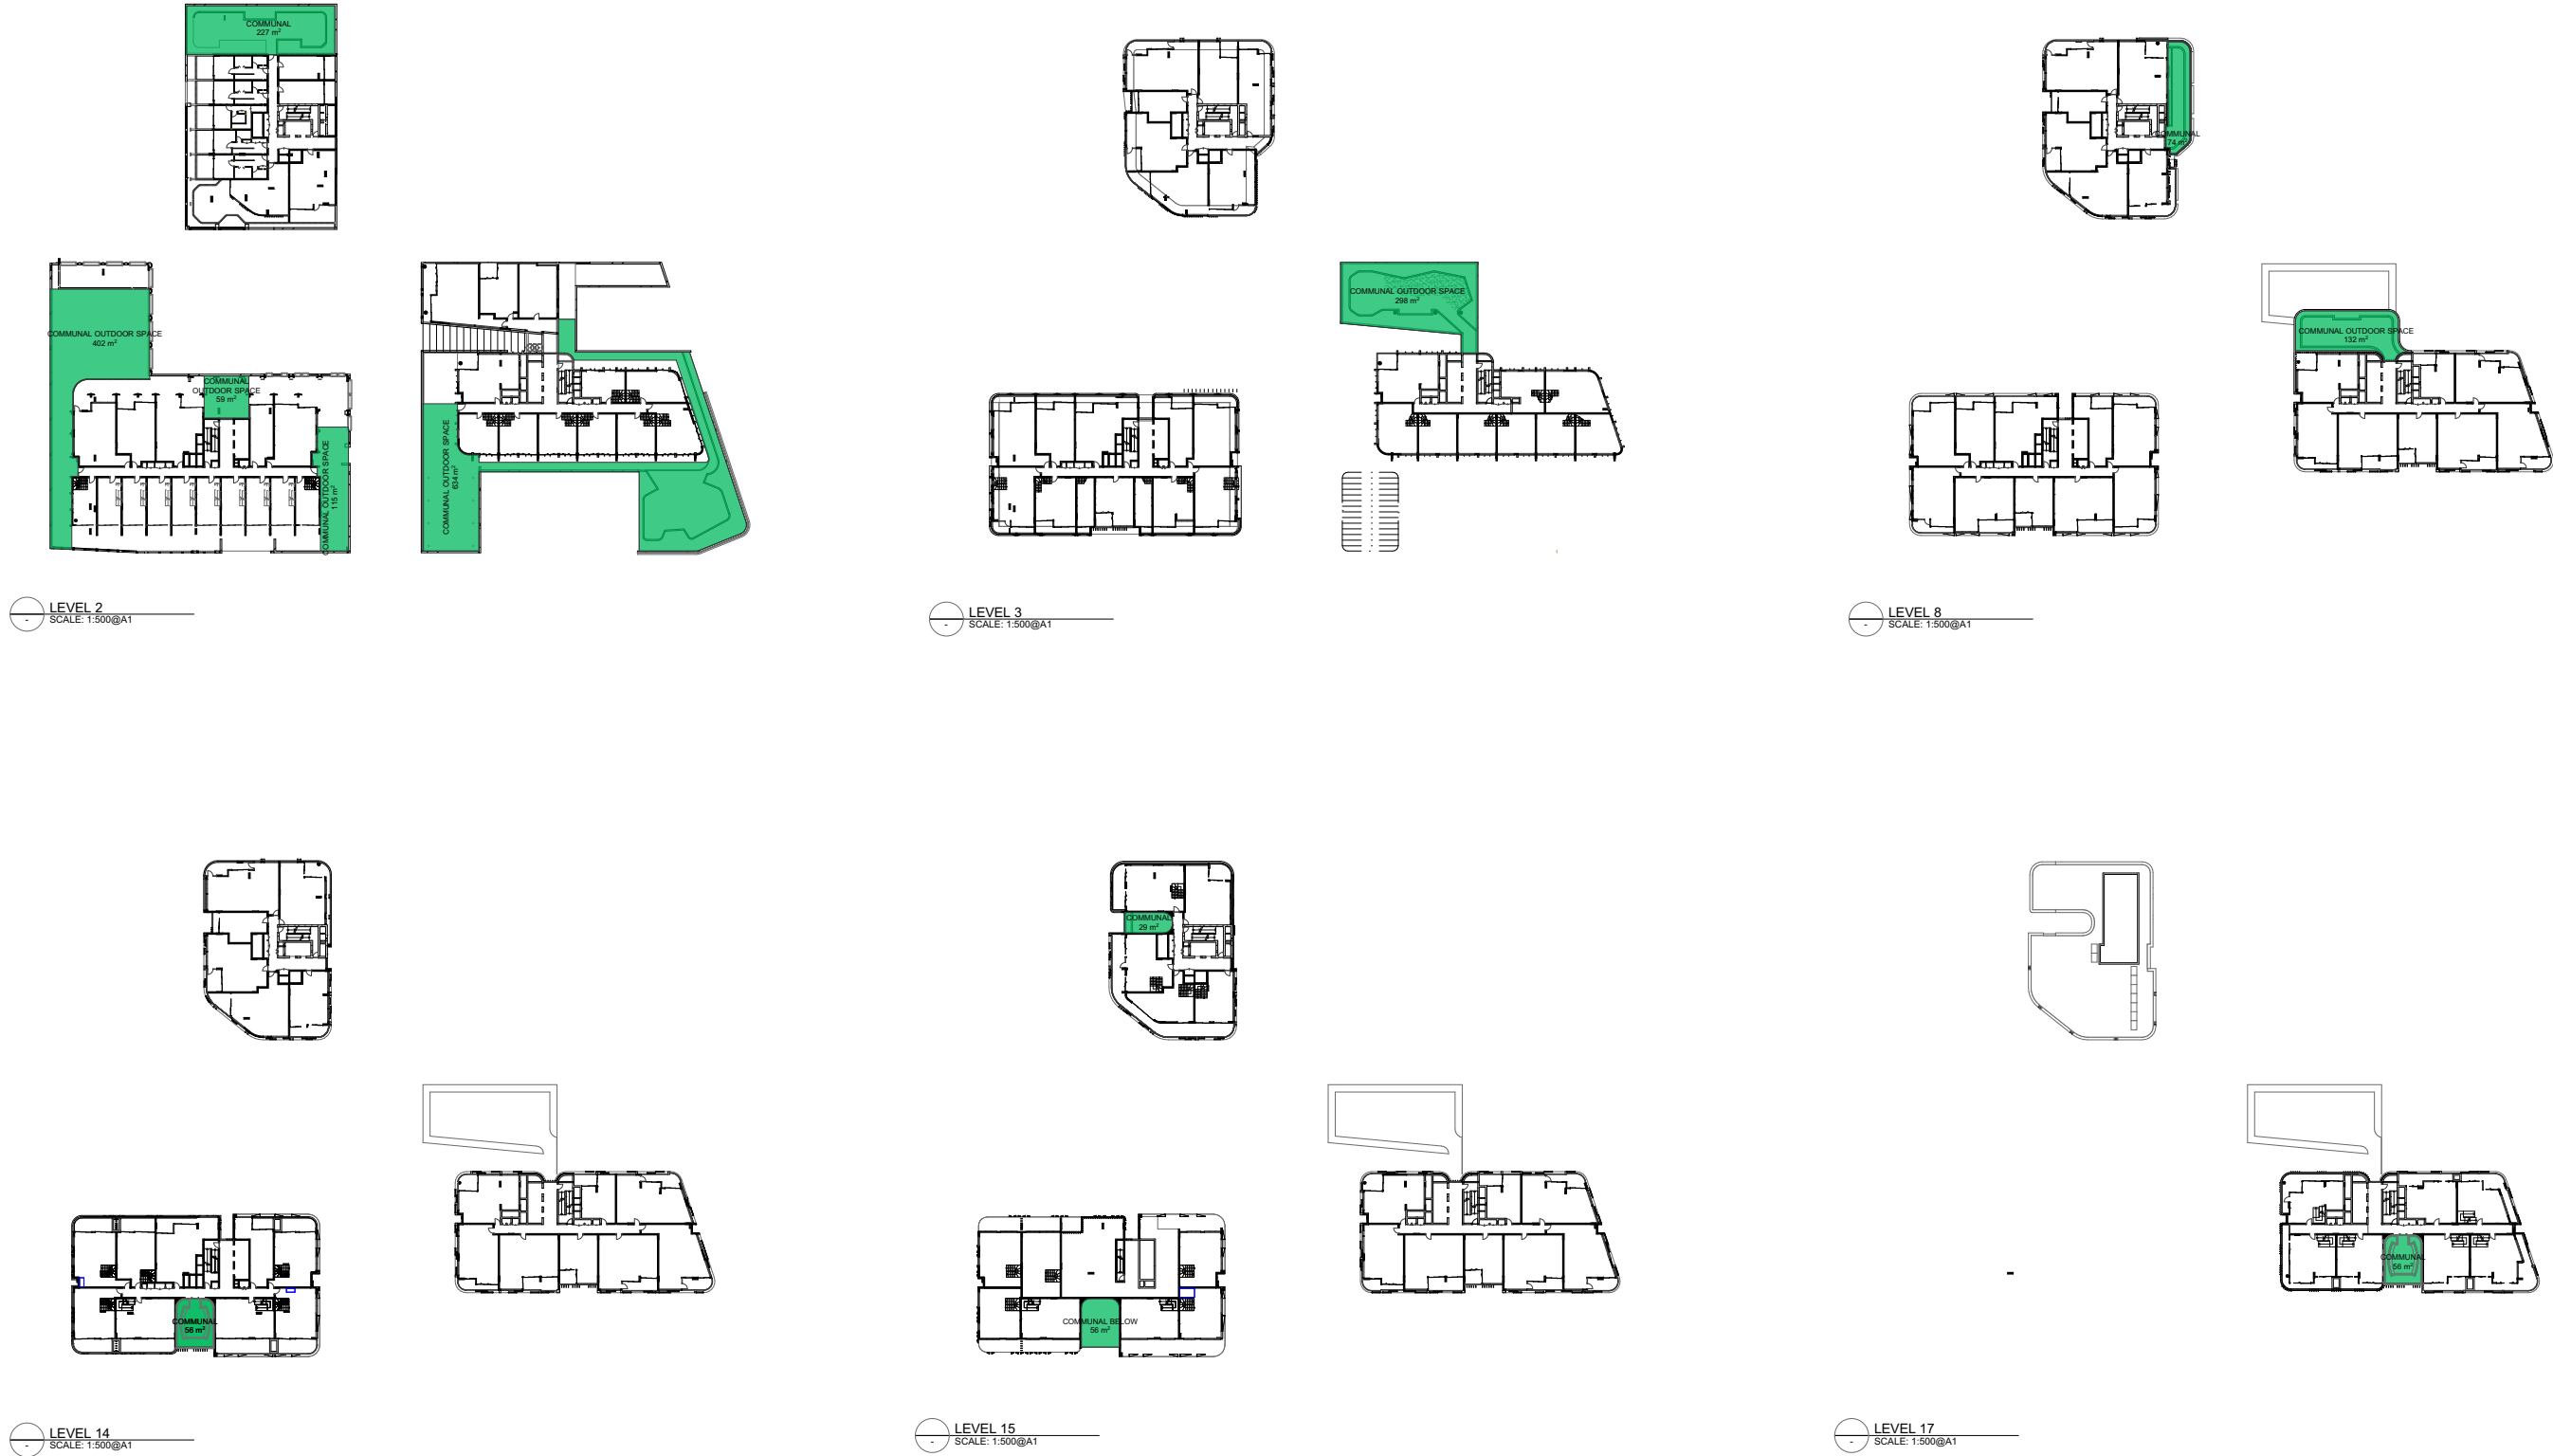 COMMUNAL
227 m²
COMMUNAL OUTDOOR SPACE
402 m²
COMMUNAL
OUTDOOR SPACE
59 m²
COMMUNAL OUTDOOR SPACE
115 m²
COMMUNAL OUTDOOR SPACE
634 m²
LEVEL 2
-
SCALE: 1:500@A1
COMMUNAL OUTDOOR SPACE
298 m²
LEVEL 3
-
SCALE: 1:500@A1
COMMUNAL
74 m²
COMMUNAL OUTDOOR SPACE
132 m²
LEVEL 8
-
SCALE: 1:500@A1
COMMUNAL
56 m²
LEVEL 14
-
SCALE: 1:500@A1
COMMUNAL
29 m²
COMMUNAL BELOW
56 m²
LEVEL 15
-
SCALE: 1:500@A1
COMMUNAL
56 m²
LEVEL 17
-
SCALE: 1:500@A1